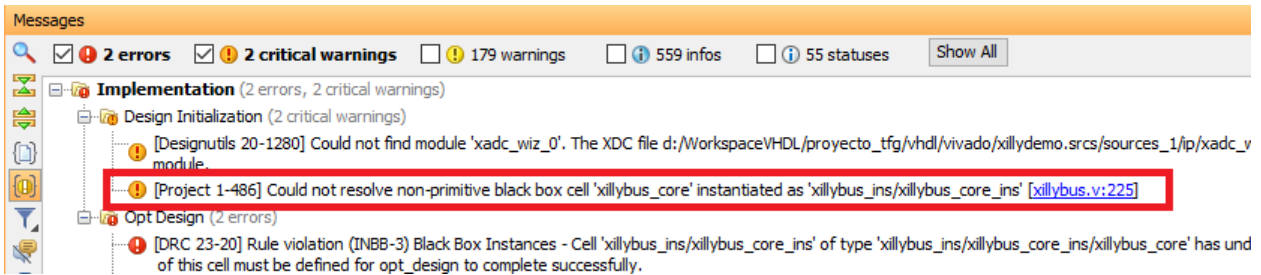 Messages
2 errors 2 critical warnings 179 warnings 559 infos 55 statuses Show All
Implementation (2 errors, 2 critical warnings)
Design Initialization (2 critical warnings)
[Designutils 20-1280] Could not find module 'xadc_wiz_0'. The XDC file d:/WorkspaceVHDL/proyecto_tfg/vhdl/vivado/xillydemo.srcs/sources_1/ip/xadc_w
module.
[Project 1-486] Could not resolve non-primitive black box cell 'xillybus_core' instantiated as 'xillybus_ins/xillybus_core_ins' [xillybus.v:225]
Opt Design (2 errors)
[DRC 23-20] Rule violation (INBB-3) Black Box Instances - Cell 'xillybus_ins/xillybus_core_ins' of type 'xillybus_ins/xillybus_core_ins/xillybus_core' has und
of this cell must be defined for opt_design to complete successfully.